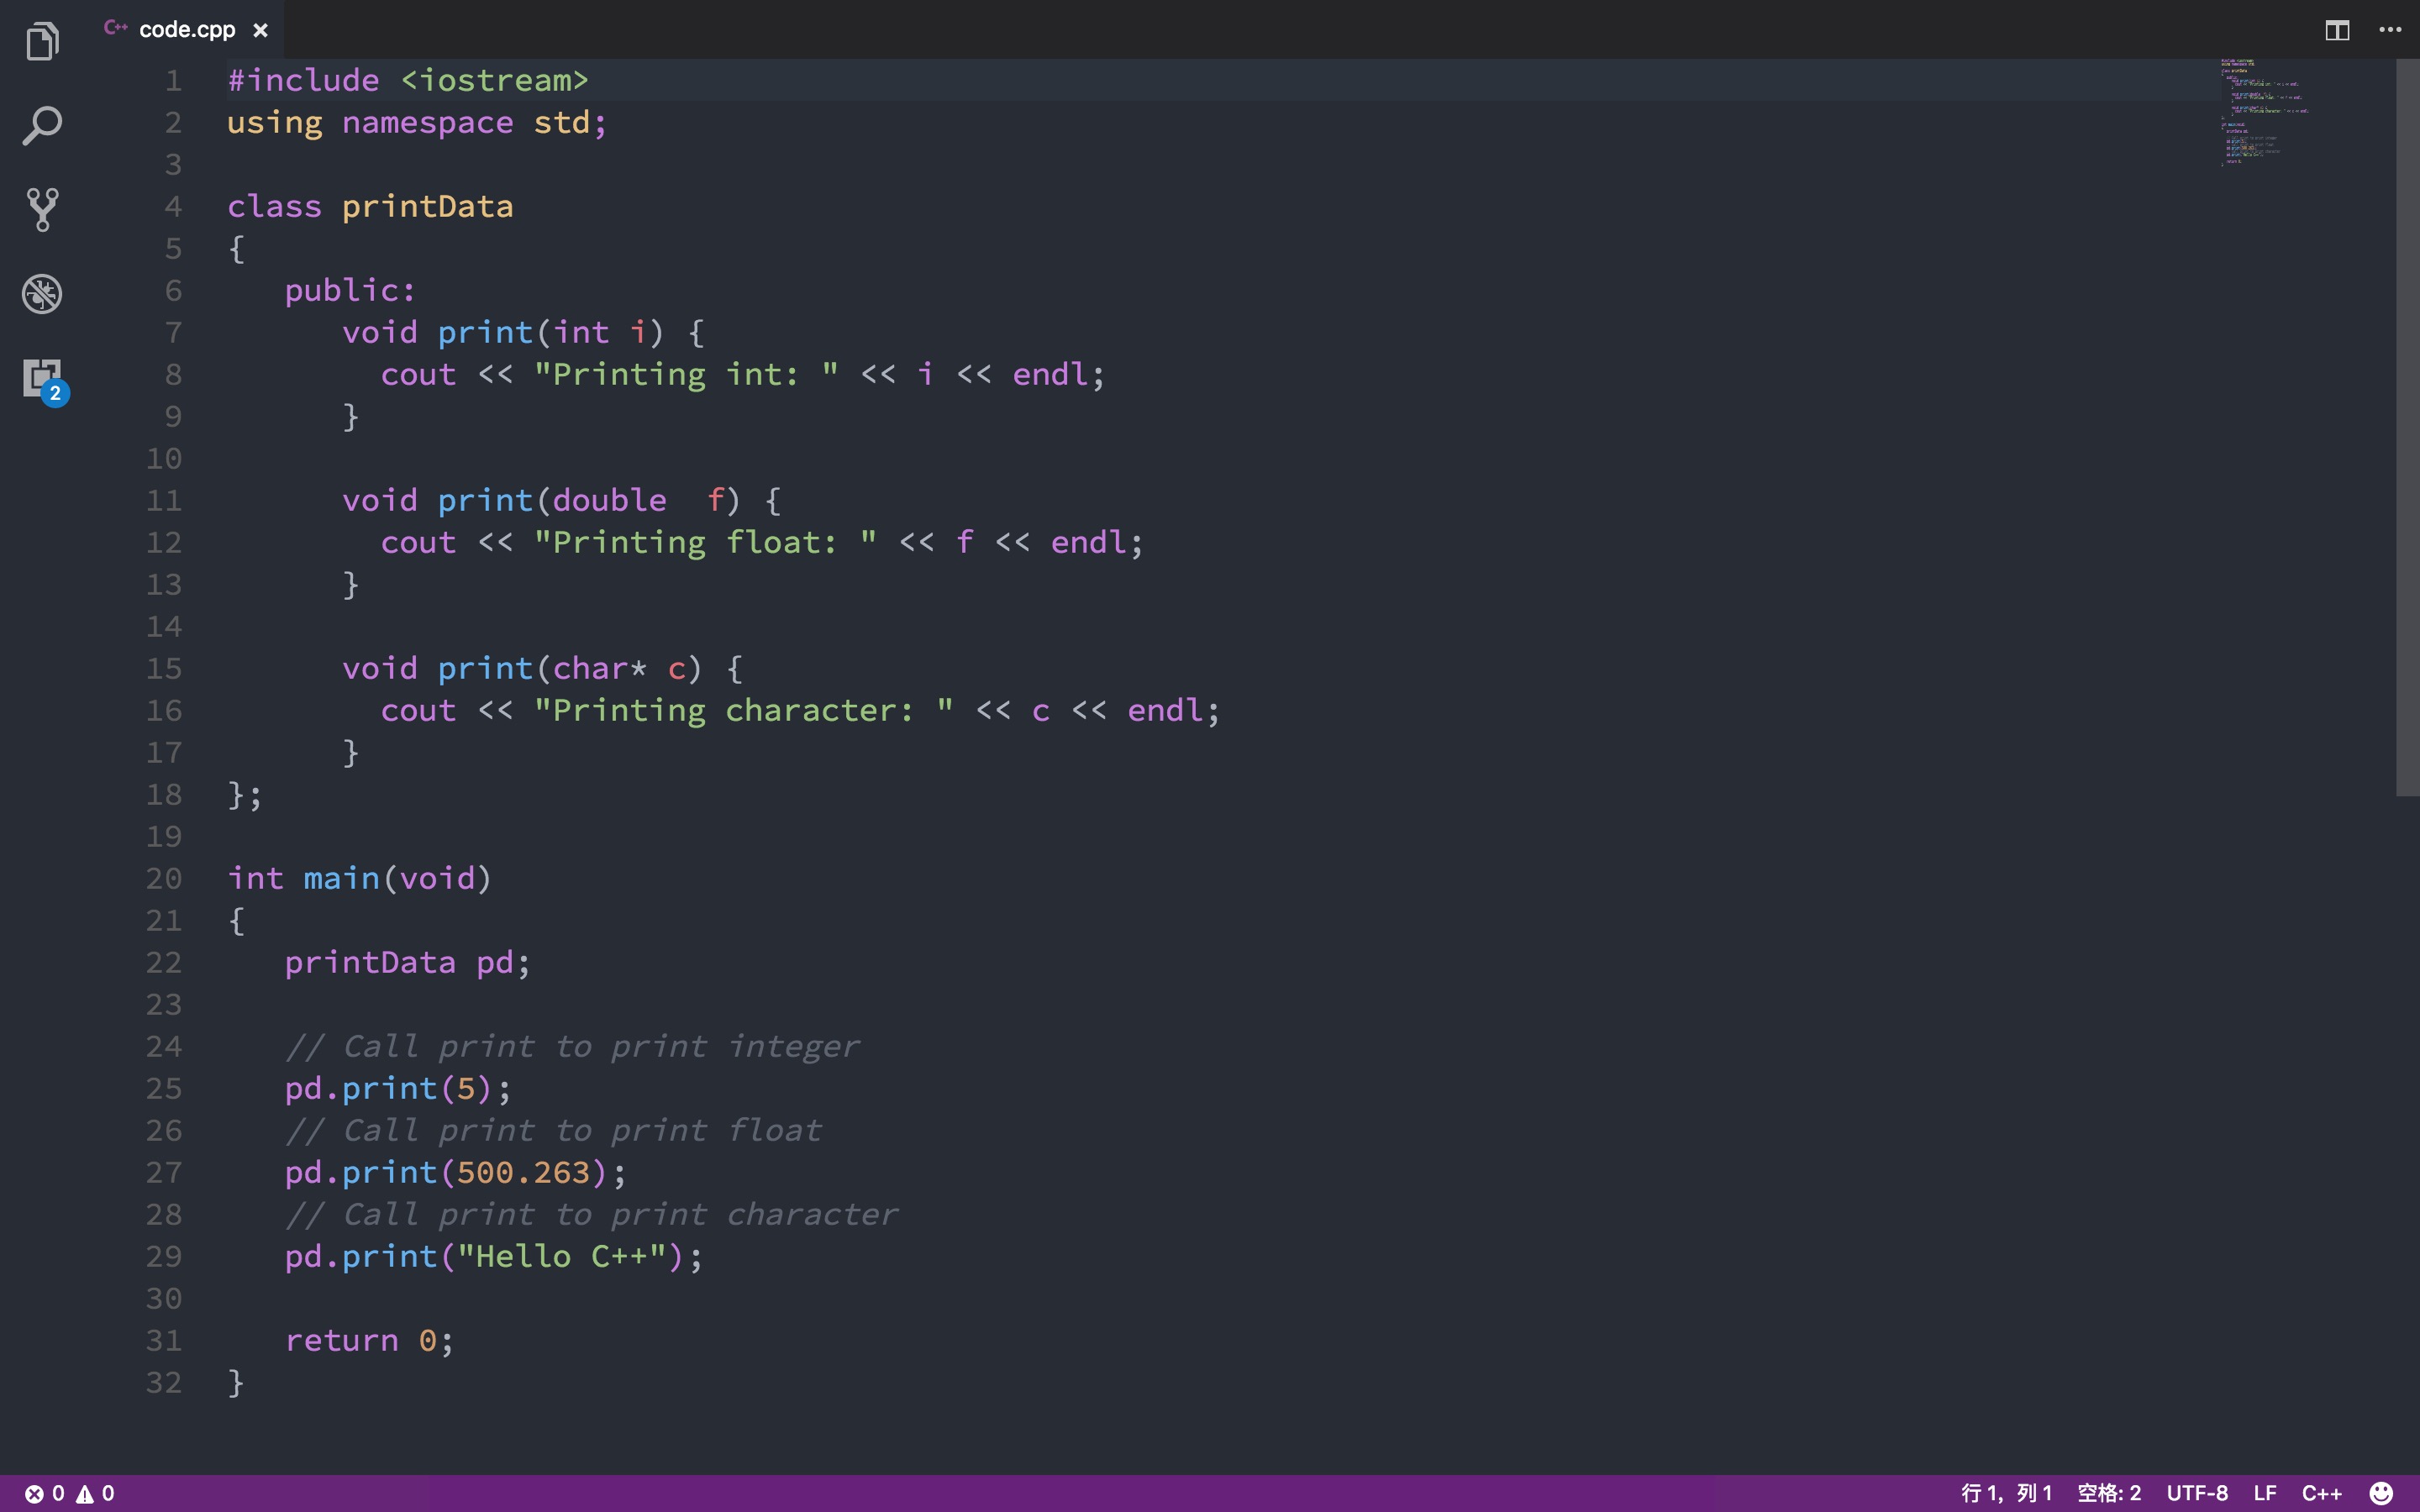 C++ code.cpp ×
1 #include <iostream>
2 using namespace std;
3
4 class printData
5 {
6    public:
7       void print(int i) {
8         cout << "Printing int: " << i << endl;
9       }
10
11       void print(double  f) {
12         cout << "Printing float: " << f << endl;
13       }
14
15       void print(char* c) {
16         cout << "Printing character: " << c << endl;
17       }
18 };
19
20 int main(void)
21 {
22    printData pd;
23
24    // Call print to print integer
25    pd.print(5);
26    // Call print to print float
27    pd.print(500.263);
28    // Call print to print character
29    pd.print("Hello C++");
30
31    return 0;
32 }
2
0 0 行 1，列 1 空格: 2 UTF-8 LF C++